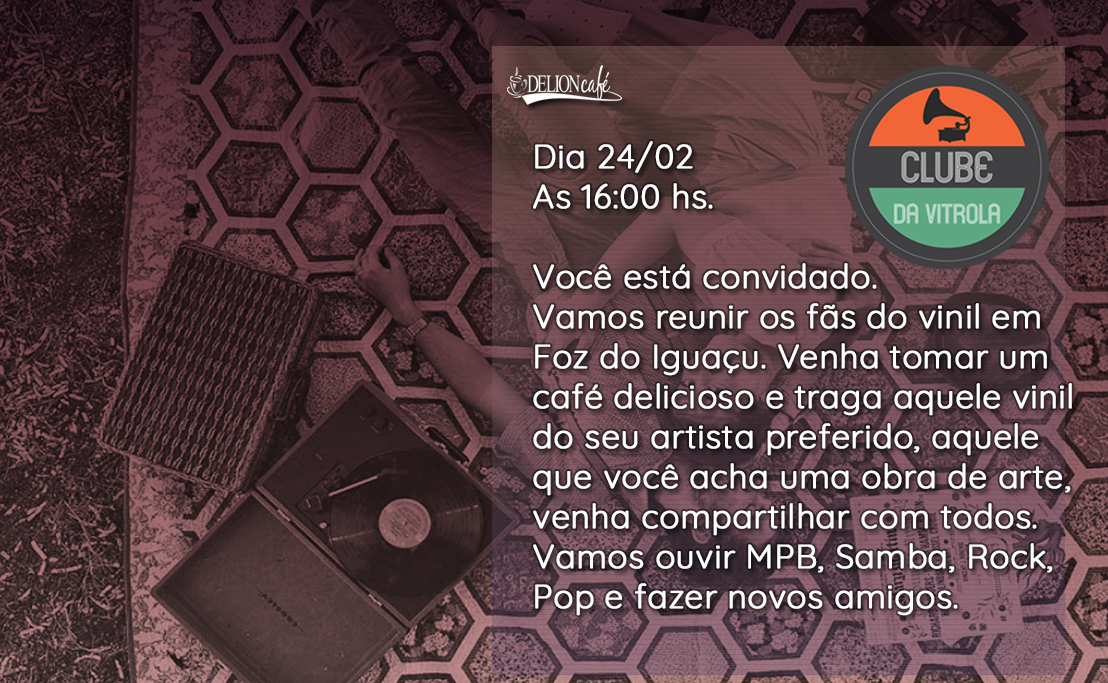 DELION café
CLUBE
DA VITROLA
Dia 24/02
As 16:00 hs.
Você está convidado.
Vamos reunir os fãs do vinil em
Foz do Iguaçu. Venha tomar um
café delicioso e traga aquele vinil
do seu artista preferido, aquele
que você acha uma obra de arte,
venha compartilhar com todos.
Vamos ouvir MPB, Samba, Rock,
Pop e fazer novos amigos.
CROSLEY